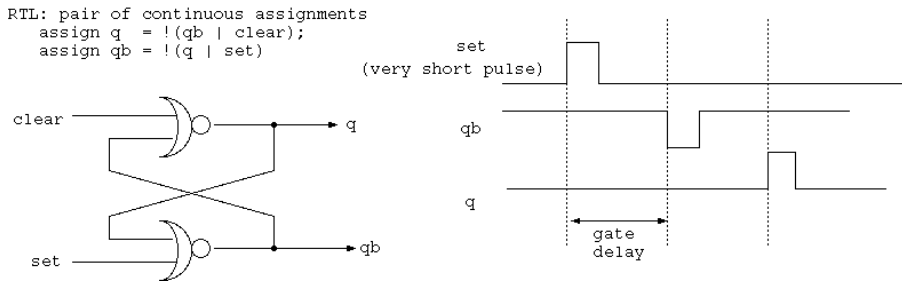 RTL: pair of continuous assignments
assign q = !(qb | clear);
assign qb = !(q | set)
clear
q
set
qb
set
(very short pulse)
qb
q
gate
delay